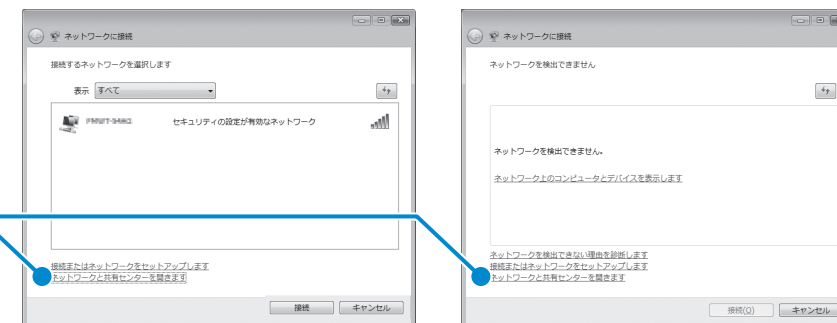 ネットワークに接続
接続するネットワークを選択します
表示 すべて
セキュリティの設定が有効なネットワーク
接続またはネットワークをセットアップします
ネットワークと共有センターを開きます
接続 キャンセル
ネットワークに接続
ネットワークを検出できません
ネットワークを検出できません。
ネットワーク上のコンピュータとデバイスを表示します
ネットワークを検出できない理由を診断します
接続またはネットワークをセットアップします
ネットワークと共有センターを開きます
接続(O) キャンセル